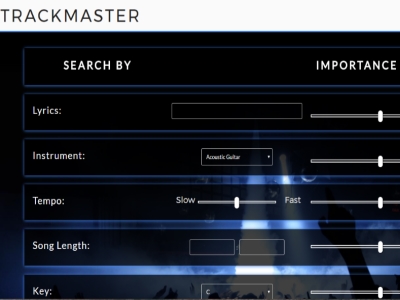 TRACKMASTER
SEARCH BY IMPORTANCE
Lyrics:
Instrument: Acoustic Guitar
Tempo: Slow Fast
Song Length:
Key: C